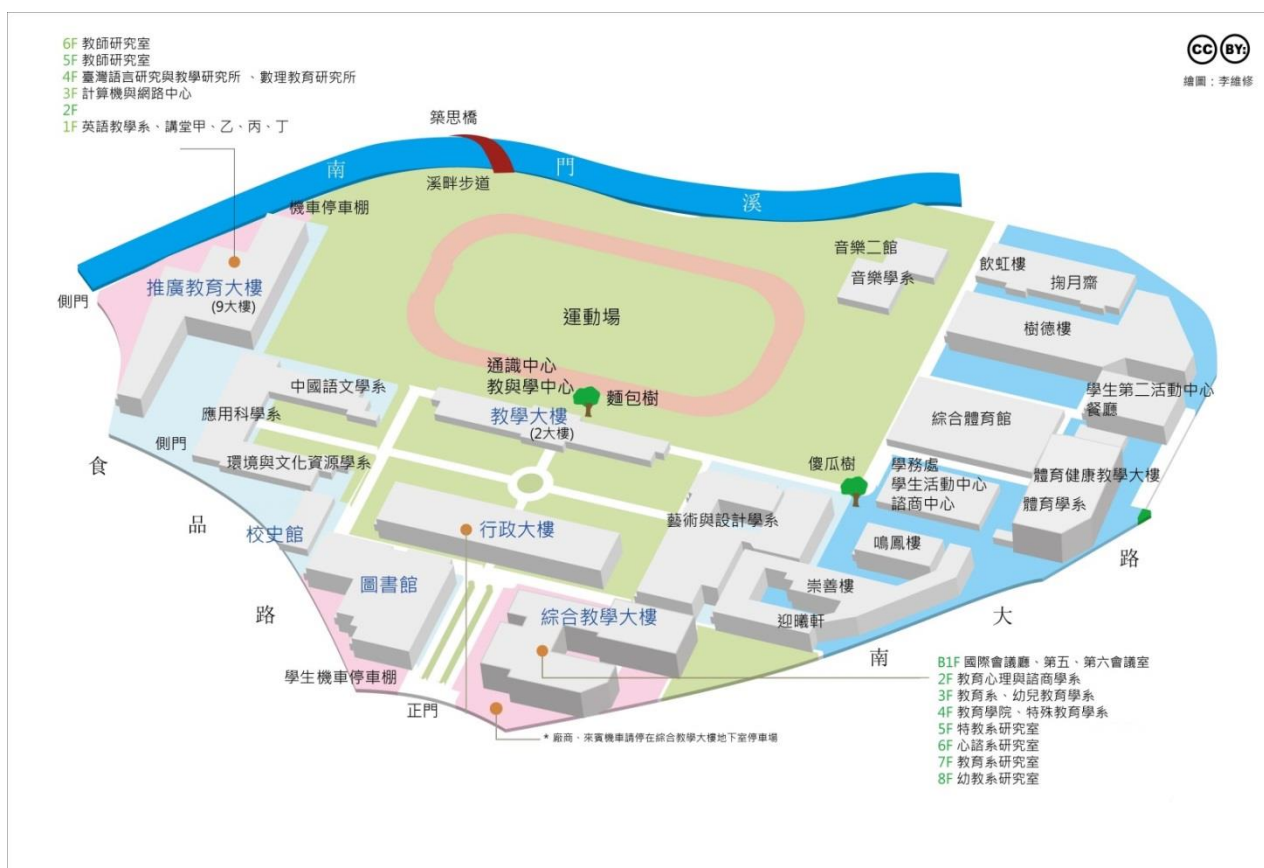 6F 教師研究室
5F 教師研究室
4F 臺灣語言研究與教學研究所 、數理教育研究所
3F 計算機與網路中心
2F
1F 英語教學系、講堂甲、乙、丙、丁
CC BY:
繪圖：李維修
築思橋
南門溪
溪畔步道
機車停車棚
側門
推廣教育大樓
(9大樓)
音樂二館
音樂學系
飲虹樓
掬月齋
樹德樓
運動場
通識中心
教與學中心
麵包樹
教學大樓
(2大樓)
中國語文學系
應用科學系
側門
環境與文化資源學系
學生第二活動中心
餐廳
綜合體育館
傻瓜樹
學務處
學生活動中心
諮商中心
體育健康教學大樓
體育學系
藝術與設計學系
校史館
行政大樓
鳴鳳樓
圖書館
綜合教學大樓
崇善樓
迎曦軒
食品路
南大路
學生機車停車棚
正門
* 廠商、來賓機車請停在綜合教學大樓地下室停車場
B1F 國際會議廳、第五、第六會議室
2F 教育心理與諮商學系
3F 教育系、幼兒教育學系
4F 教育學院、特殊教育學系
5F 特教系研究室
6F 心諮系研究室
7F 教育系研究室
8F 幼教系研究室